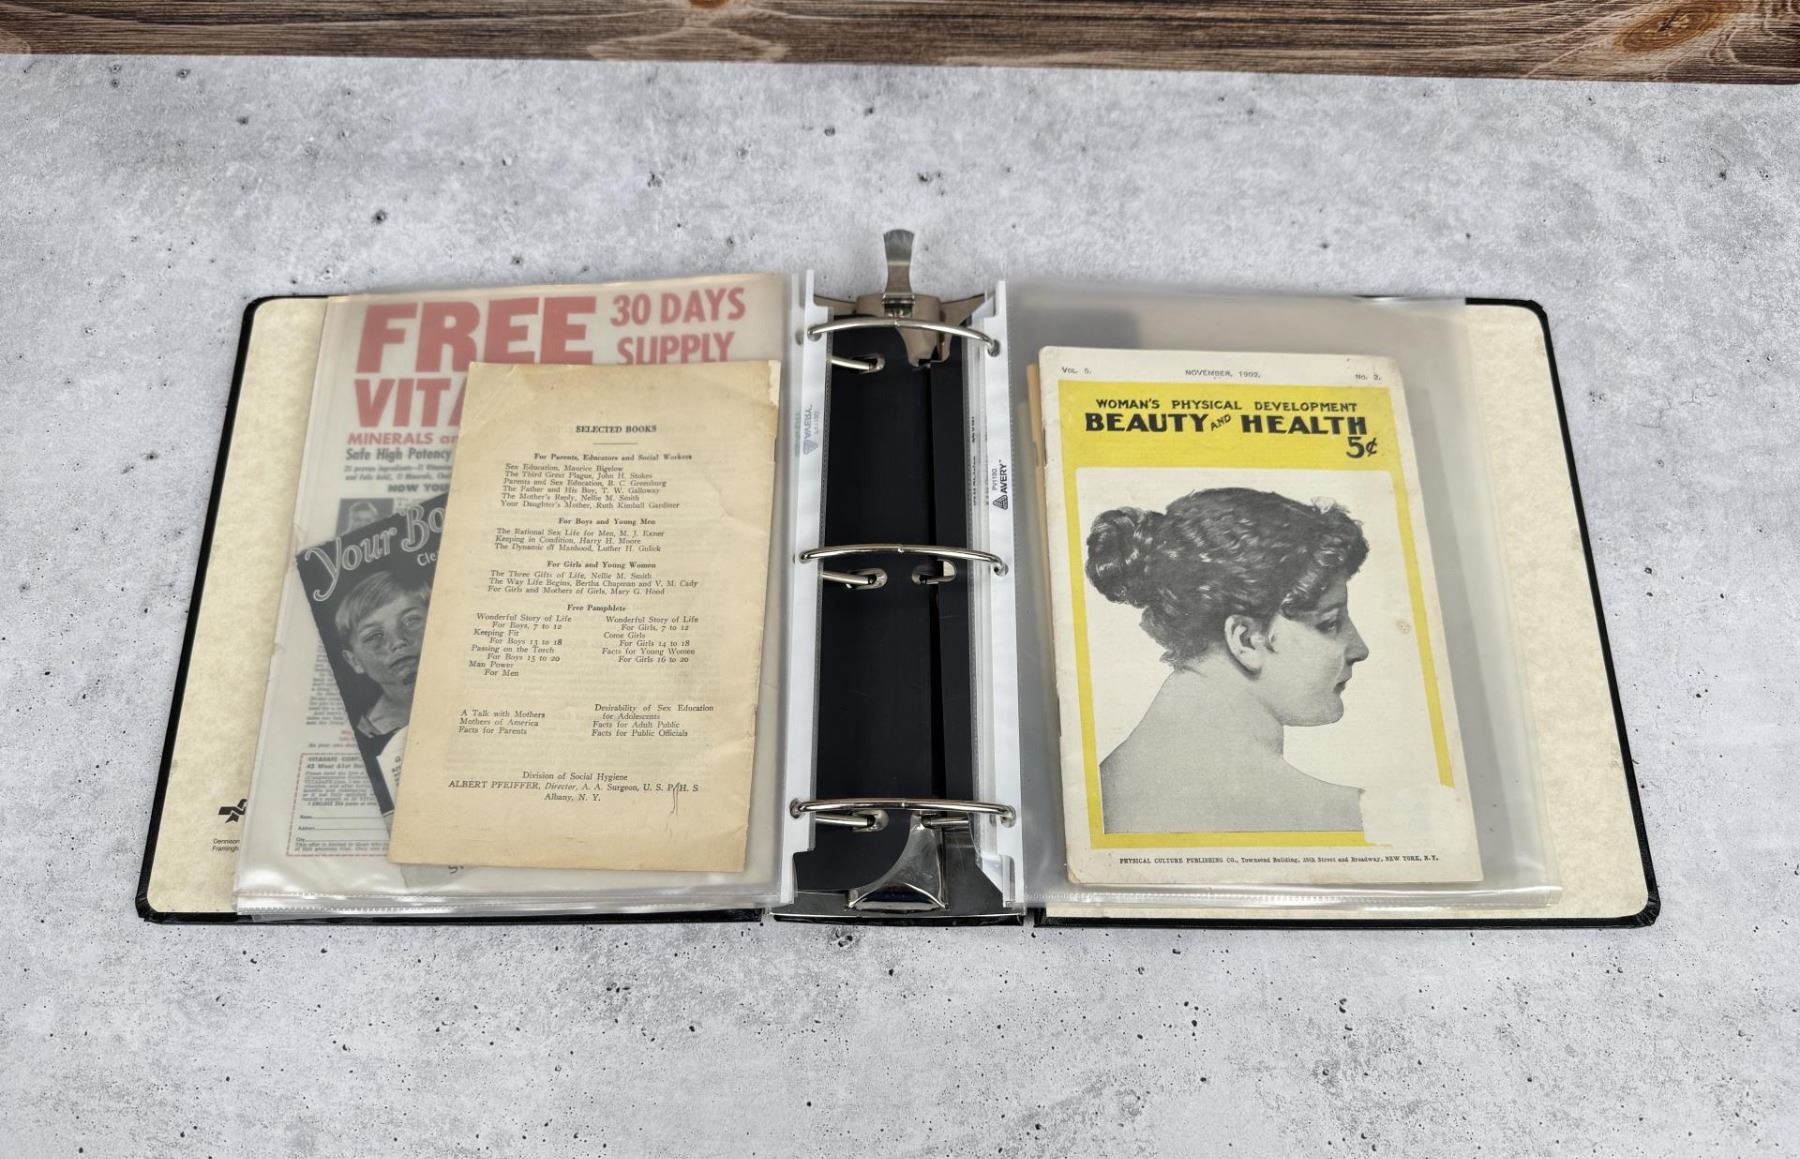 FREE 30 DAYS
SUPPLY
MINERALS
Safe High Potency
NOW YOU
Your Bo
SELECTED BOOKS
For Parents, Educators and Social Workers
Sex Education, Maurice Bigelow
The Third Great Plague, John H. Stokes
Parents and Sex Education, B. C. Gruenburg
The Father and His Boy, T. W. Galloway
The Mother's Reply, Nellie M. Smith
Your Daughter's Mother, Ruth Kimball Gardiner
For Boys and Young Men
The Rational Sex Life for Men, M. J. Exner
Keeping in Condition, Harry H. Moore
The Dynamic of Manhood, Luther H. Gulick
For Girls and Young Women
The Three Gifts of Life, Nellie M. Smith
The Way Life Begins, Bertha Chapman and V. M. Cady
For Girls and Mothers of Girls, Mary G. Hood
Free Pamphlets
Wonderful Story of Life
For Boys, 7 to 12
Keeping Fit
For Boys 13 to 18
Passing on the Torch
For Boys 15 to 20
Man Power
For Men
Wonderful Story of Life
For Girls, 7 to 12
Come Girls
For Girls 14 to 18
Facts for Young Women
For Girls 16 to 20
A Talk with Mothers
Mothers of America
Facts for Parents
Desirability of Sex Education
for Adolescents
Facts for Adult Public
Facts for Public Officials
Division of Social Hygiene
ALBERT PFEIFFER, Director, A. A. Surgeon, U. S. P. H. S
Albany, N. Y.
AVERY
PV119D
AVERY
VOL. 5. NOVEMBER, 1902. No. 2.
WOMAN'S PHYSICAL DEVELOPMENT
BEAUTY AND HEALTH
5¢
PHYSICAL CULTURE PUBLISHING CO., Townsend Building, 25th Street and Broadway, NEW YORK, N.Y.